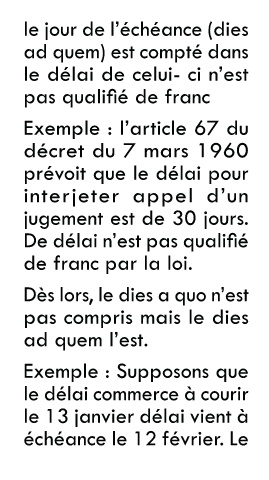 le jour de l'échéance (dies
ad quem) est compté dans
le délai de celui- ci n'est
pas qualifié de franc
Exemple : l'article 67 du
décret du 7 mars 1960
prévoit que le délai pour
interjeter appel d'un
jugement est de 30 jours.
De délai n'est pas qualifié
de franc par la loi.
Dès lors, le dies a quo n'est
pas compris mais le dies
ad quem l'est.
Exemple : Supposons que
le délai commerce à courir
le 13 janvier délai vient à
échéance le 12 février. Le